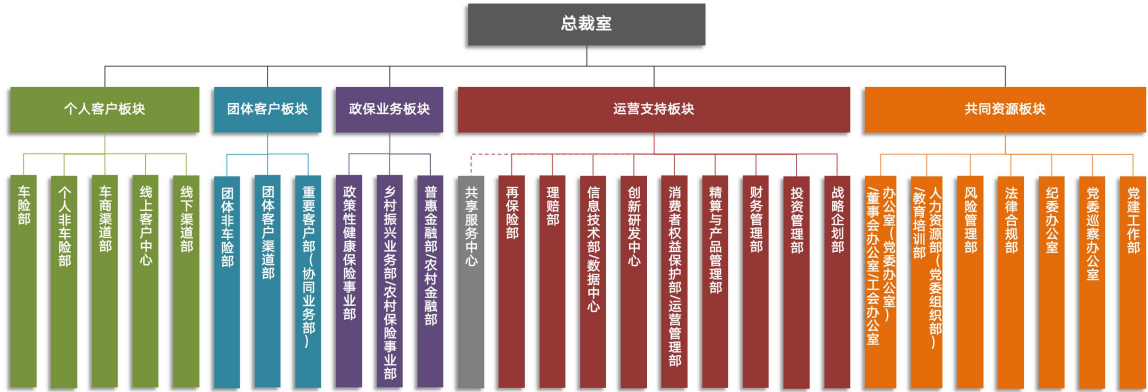 总裁室
个人客户板块
团体客户板块
政保业务板块
运营支持板块
共同资源板块
车险部
个人非车险部
车商渠道部
线上客户中心
线下渠道部
团体非车险部
团体客户渠道部
重要客户部(协同业务部)
政策性健康保险事业部
乡村振兴业务部/农村保险事业部
普惠金融部/农村金融部
共享服务中心
再保险部
理赔部
信息技术部/数据中心
创新研发中心
消费者权益保护部/运营管理部
精算与产品管理部
财务管理部
投资管理部
战略企划部
办公室(党委办公室)
/董事会办公室/工会办公室
人力资源部(党委组织部)
/教育培训部
风险管理部
法律合规部
纪委办公室
党委巡察办公室
党建工作部